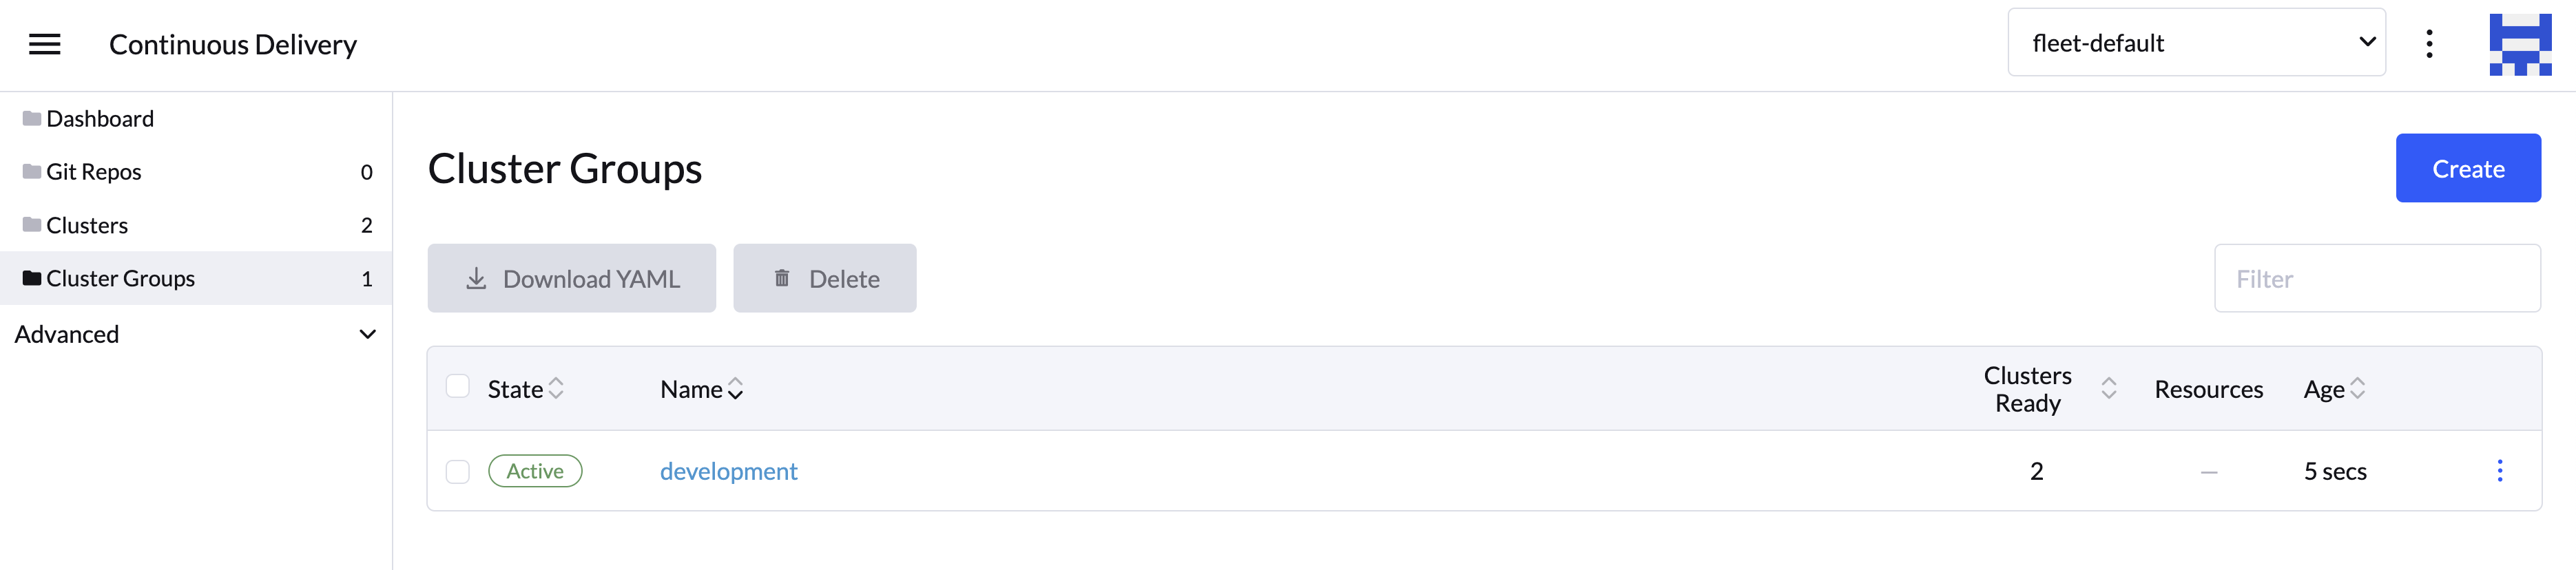 Continuous Delivery
fleet-default
Dashboard
Git Repos 0
Clusters 2
Cluster Groups 1
Advanced
Cluster Groups
Create
Download YAML
Delete
Filter
State Name Clusters Ready Resources Age
Active development 2 — 5 secs